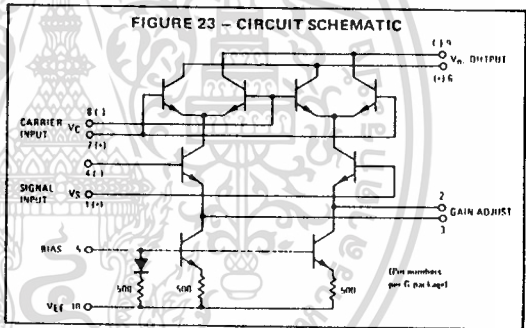 FIGURE 23 – CIRCUIT SCHEMATIC
(-) 9
OUTPUT
(+) 6
CARRIER
INPUT
VC
8 (-)
7 (+)
4 (-)
SIGNAL
INPUT
VS
1 (+)
2
GAIN ADJUST
3
BIAS 5
500
500
500
(Pin numbers
per G package)
VEE 10